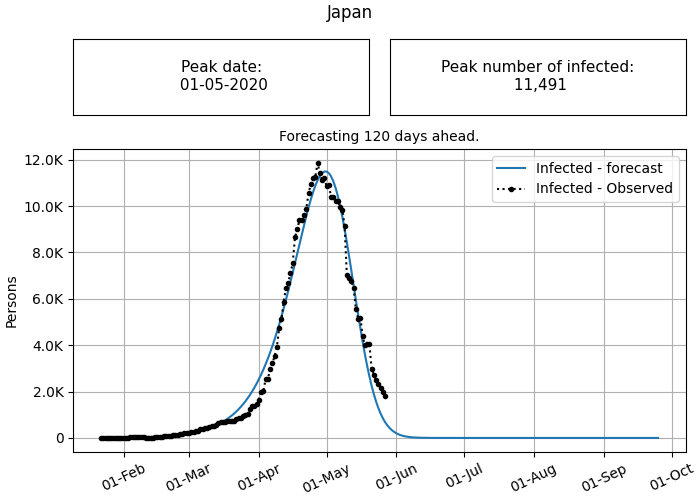 Japan
Peak date:
01-05-2020
Peak number of infected:
11,491
Forecasting 120 days ahead.
Infected - forecast
Infected - Observed
12.0K
10.0K
8.0K
6.0K
4.0K
2.0K
0
Persons
01-Feb
01-Mar
01-Apr
01-May
01-Jun
01-Jul
01-Aug
01-Sep
01-Oct